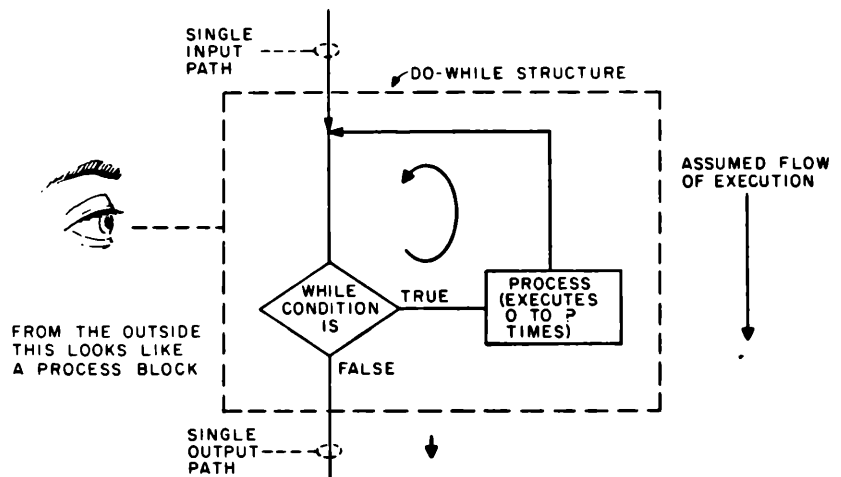 SINGLE
INPUT
PATH
DO-WHILE STRUCTURE
ASSUMED FLOW
OF EXECUTION
WHILE
CONDITION
IS
TRUE
PROCESS
(EXECUTES
0 TO ?
TIMES)
FROM THE OUTSIDE
THIS LOOKS LIKE
A PROCESS BLOCK
FALSE
SINGLE
OUTPUT
PATH